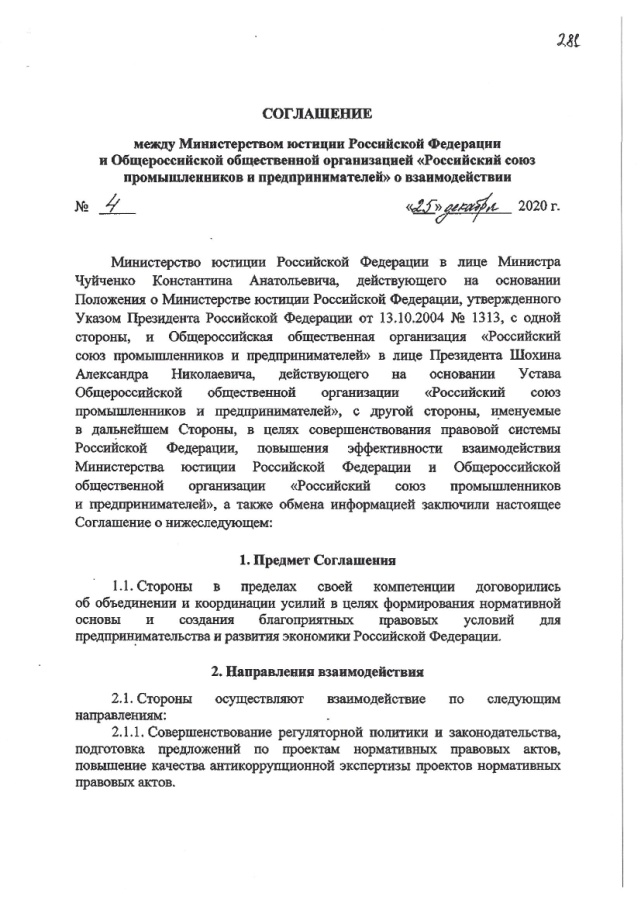 281
СОГЛАШЕНИЕ
между Министерством юстиции Российской Федерации
и Общероссийской общественной организацией «Российский союз
промышленников и предпринимателей» о взаимодействии
№ 4 «25» декабря 2020 г.
Министерство юстиции Российской Федерации в лице Министра
Чуйченко Константина Анатольевича, действующего на основании
Положения о Министерстве юстиции Российской Федерации, утвержденного
Указом Президента Российской Федерации от 13.10.2004 № 1313, с одной
стороны, и Общероссийская общественная организация «Российский
союз промышленников и предпринимателей» в лице Президента Шохина
Александра Николаевича, действующего на основании Устава
Общероссийской общественной организации «Российский союз
промышленников и предпринимателей», с другой стороны, именуемые
в дальнейшем Стороны, в целях совершенствования правовой системы
Российской Федерации, повышения эффективности взаимодействия
Министерства юстиции Российской Федерации и Общероссийской
общественной организации «Российский союз промышленников
и предпринимателей», а также обмена информацией заключили настоящее
Соглашение о нижеследующем:
1. Предмет Соглашения
1.1. Стороны в пределах своей компетенции договорились
об объединении и координации усилий в целях формирования нормативной
основы и создания благоприятных правовых условий для
предпринимательства и развития экономики Российской Федерации.
2. Направления взаимодействия
2.1. Стороны осуществляют взаимодействие по следующим
направлениям:
2.1.1. Совершенствование регуляторной политики и законодательства,
подготовка предложений по проектам нормативных правовых актов,
повышение качества антикоррупционной экспертизы проектов нормативных
правовых актов.